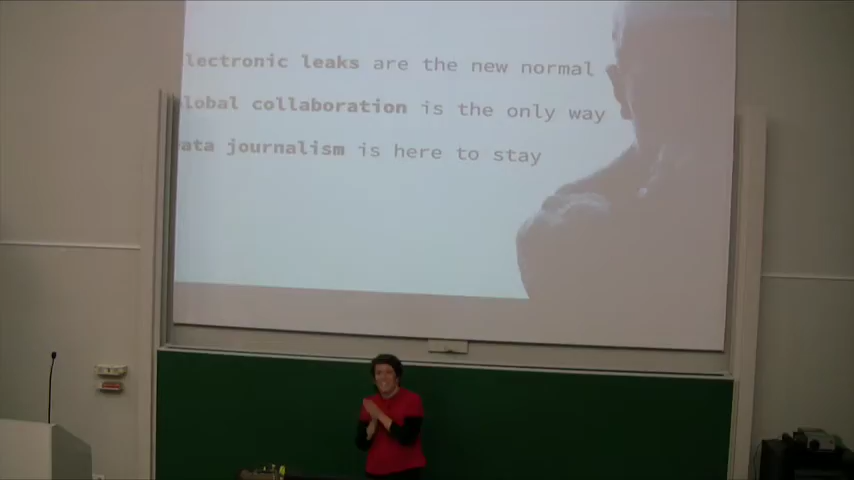 lectronic leaks are the new normal
lobal collaboration is the only way
ata journalism is here to stay